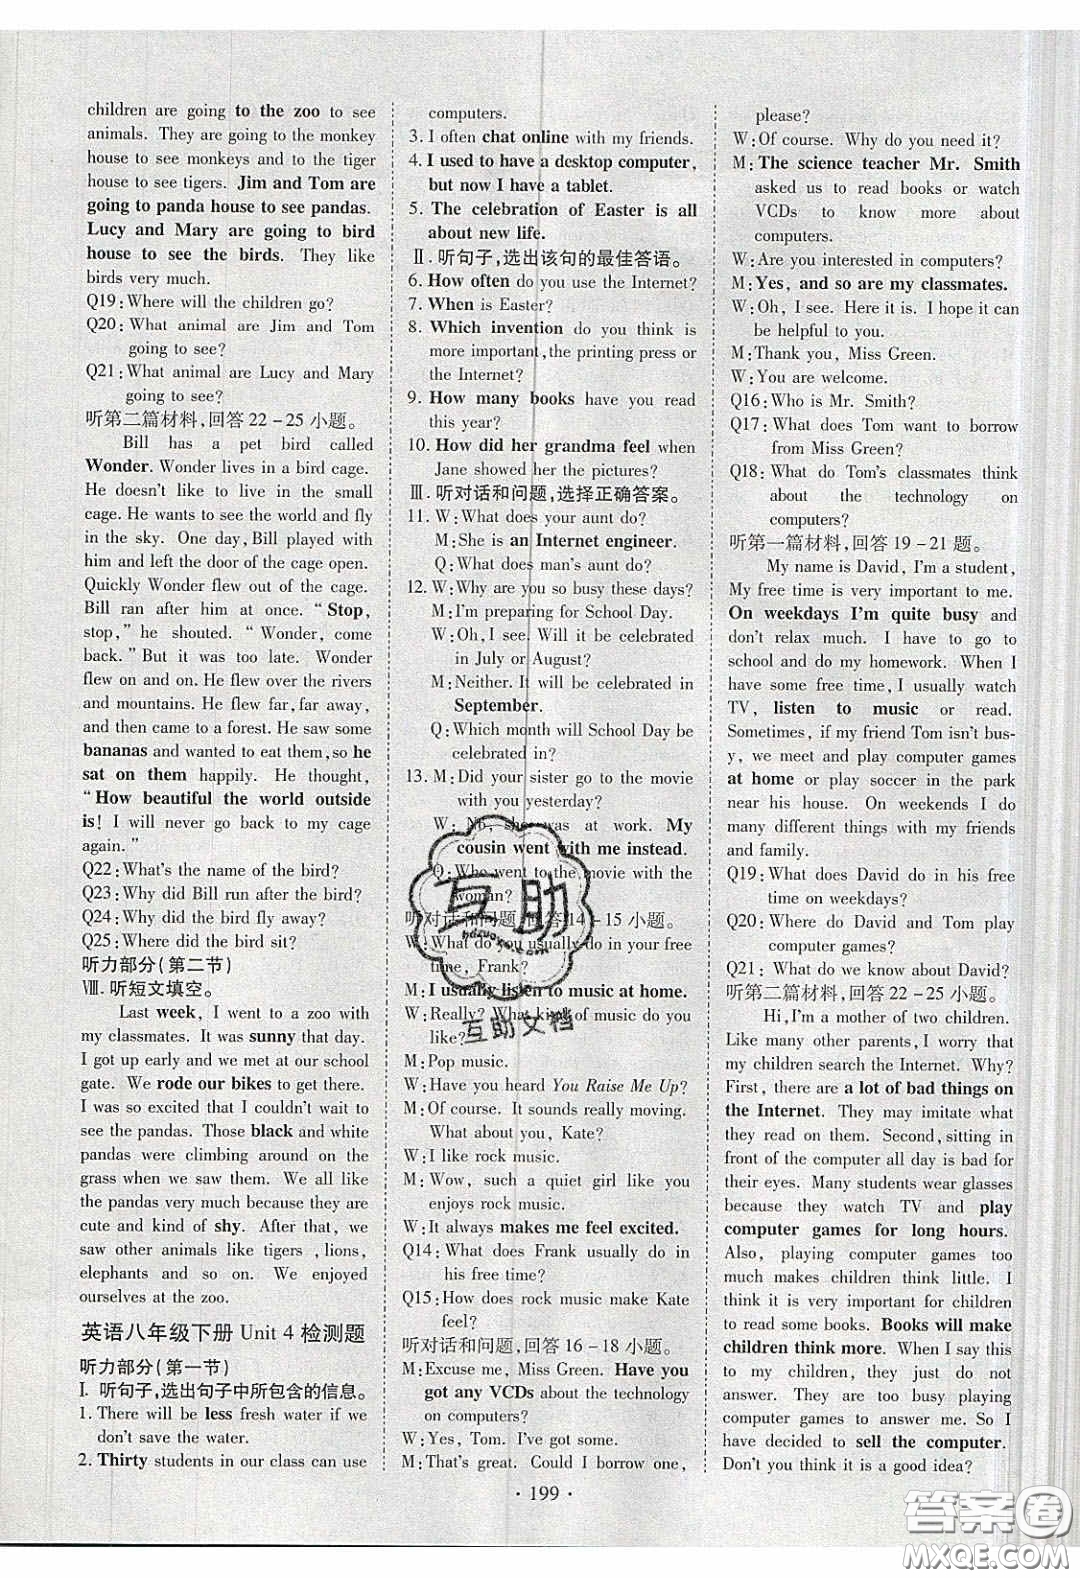 children are going to the zoo to see
animals. They are going to the monkey
house to see monkeys and to the tiger
house to see tigers. Jim and Tom are
going to panda house to see pandas.
Lucy and Mary are going to bird
house to see the birds. They like
birds very much.
Q19:Where will the children go?
Q20:What animal are Jim and Tom
going to see?
Q21:What animal are Lucy and Mary
going to see?
听第二篇材料,回答 22-25 小题。
Bill has a pet bird called
Wonder. Wonder lives in a bird cage.
He doesn't like to live in the small
cage. He wants to see the world and fly
in the sky. One day, Bill played with
him and left the door of the cage open.
Quickly Wonder flew out of the cage.
Bill ran after him at once. “Stop,
stop,” he shouted. “Wonder, come
back.”But it was too late. Wonder
flew on and on. He flew over the rivers
and mountains. He flew far, far away,
and then came to a forest. He saw some
bananas and wanted to eat them, so he
sat on them happily. He thought,
“How beautiful the world outside
is! I will never go back to my cage
again.”
Q22:What's the name of the bird?
Q23:Why did Bill run after the bird?
Q24:Why did the bird fly away?
Q25:Where did the bird sit?
听力部分(第二节)
Ⅷ. 听短文填空。
Last week, I went to a zoo with
my classmates. It was sunny that day.
I got up early and we met at our school
gate. We rode our bikes to get there.
I was so excited that I couldn't wait to
see the pandas. Those black and white
pandas were climbing around on the
grass when we saw them. We all liked
the pandas very much because they are
cute and kind of shy. After that, we
saw other animals like tigers , lions,
elephants and so on. We enjoyed
ourselves at the zoo.
英语八年级下册 Unit 4 检测题
听力部分(第一节)
Ⅰ. 听句子,选出句子中所包含的信息。
1. There will be less fresh water if we
don't save the water.
2. Thirty students in our class can use
computers.
3. I often chat online with my friends.
4. I used to have a desktop computer,
but now I have a tablet.
5. The celebration of Easter is all
about new life.
Ⅱ. 听句子,选出该句的最佳答语。
6. How often do you use the Internet?
7. When is Easter?
8. Which invention do you think is
more important, the printing press or
the Internet?
9. How many books have you read
this year?
10. How did her grandma feel when
Jane showed her the pictures?
Ⅲ. 听对话和问题,选择正确答案。
11. W:What does your aunt do?
M:She is an Internet engineer.
Q:What does man's aunt do?
12. W:Why are you so busy these days?
M:I'm preparing for School Day.
W:Oh, I see. Will it be celebrated
in July or August?
M:Neither. It will be celebrated in
September.
Q:Which month will School Day be
celebrated in?
13. M:Did your sister go to the movie
with you yesterday?
W:No, she was at work. My
cousin went with me instead.
Q:Who went to the movie with the
woman?
听对话和问题,回答 14-15 小题。
W:What do you usually do in your free
time, Frank?
M:I usually listen to music at home.
W:Really? What kind of music do you
like?
M:Pop music.
W:Have you heard You Raise Me Up?
M:Of course. It sounds really moving.
What about you, Kate?
W:I like rock music.
M:Wow, such a quiet girl like you
enjoys rock music.
W:It always makes me feel excited.
Q14:What does Frank usually do in
his free time?
Q15:How does rock music make Kate
feel?
听对话和问题,回答 16-18 小题。
M:Excuse me, Miss Green. Have you
got any VCDs about the technology
on computers?
W:Yes, Tom. I've got some.
M:That's great. Could I borrow one,
please?
W:Of course. Why do you need it?
M:The science teacher Mr. Smith
asked us to read books or watch
VCDs to know more about
computers.
W:Are you interested in computers?
M:Yes, and so are my classmates.
W:Oh, I see. Here it is. I hope it can
be helpful to you.
M:Thank you, Miss Green.
W:You are welcome.
Q16:Who is Mr. Smith?
Q17:What does Tom want to borrow
from Miss Green?
Q18:What do Tom's classmates think
about the technology on
computers?
听第一篇材料,回答 19-21 题。
My name is David, I'm a student,
My free time is very important to me.
On weekdays I'm quite busy and
don't relax much. I have to go to
school and do my homework. When I
have some free time, I usually watch
TV, listen to music or read.
Sometimes, if my friend Tom isn't bus-
y, we meet and play computer games
at home or play soccer in the park
near his house. On weekends I do
many different things with my friends
and family.
Q19:What does David do in his free
time on weekdays?
Q20:Where do David and Tom play
computer games?
Q21:What do we know about David?
听第二篇材料,回答 22-25 小题。
Hi, I'm a mother of two children.
Like many other parents, I worry that
my children search the Internet. Why?
First, there are a lot of bad things on
the Internet. They may imitate what
they read on them. Second, sitting in
front of the computer all day is bad for
their eyes. Many students wear glasses
because they watch TV and play
computer games for long hours.
Also, playing computer games too
much makes children think little. I
think it is very important for children
to read some books. Books will make
children think more. When I say this
to my children, they just do not
answer. They are too busy playing
computer games to answer me. So I
have decided to sell the computer.
Don't you think it is a good idea?
· 199 ·
互助
hdzuoye.com
互助文档
答案圈
MXQE.COM